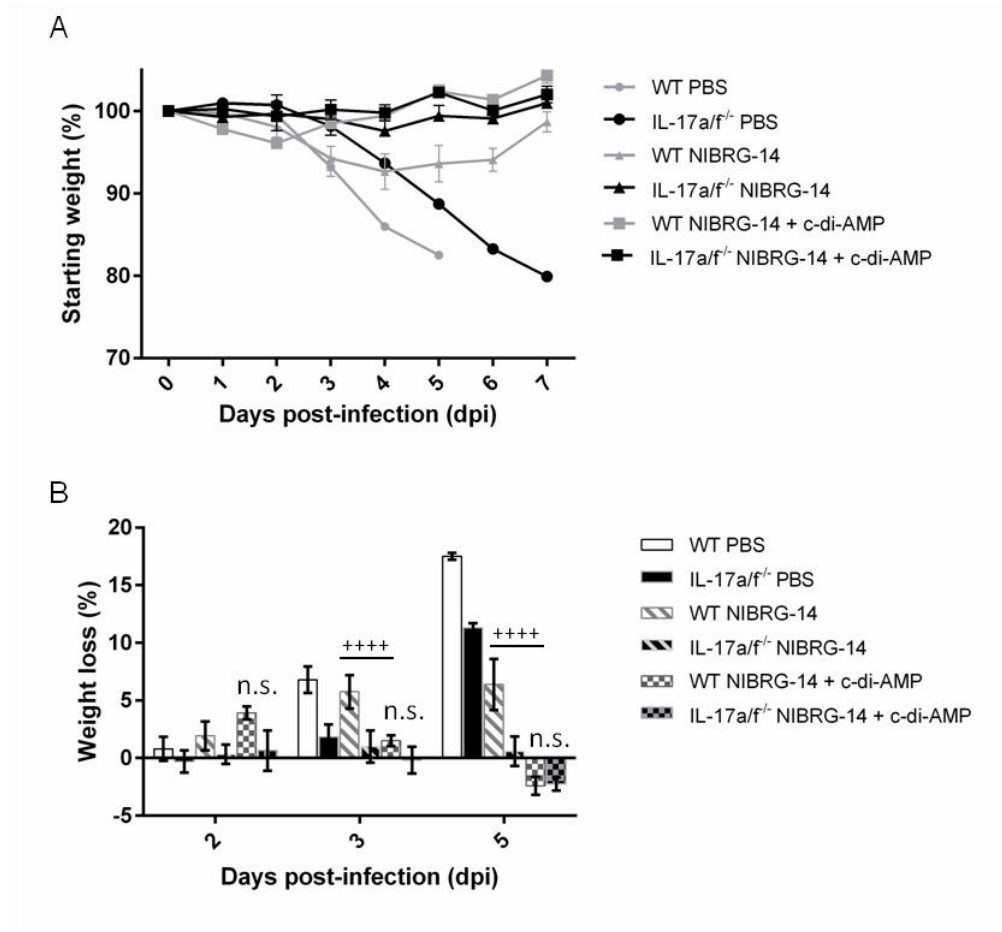 A
Starting weight (%)
100
90
80
70
0 1 2 3 4 5 6 7
Days post-infection (dpi)
WT PBS
IL-17a/f-/- PBS
WT NIBRG-14
IL-17a/f-/- NIBRG-14
WT NIBRG-14 + c-di-AMP
IL-17a/f-/- NIBRG-14 + c-di-AMP
B
Weight loss (%)
20
15
10
5
0
-5
n.s.
++++
n.s.
++++
n.s.
2 3 5
Days post-infection (dpi)
WT PBS
IL-17a/f-/- PBS
WT NIBRG-14
IL-17a/f-/- NIBRG-14
WT NIBRG-14 + c-di-AMP
IL-17a/f-/- NIBRG-14 + c-di-AMP